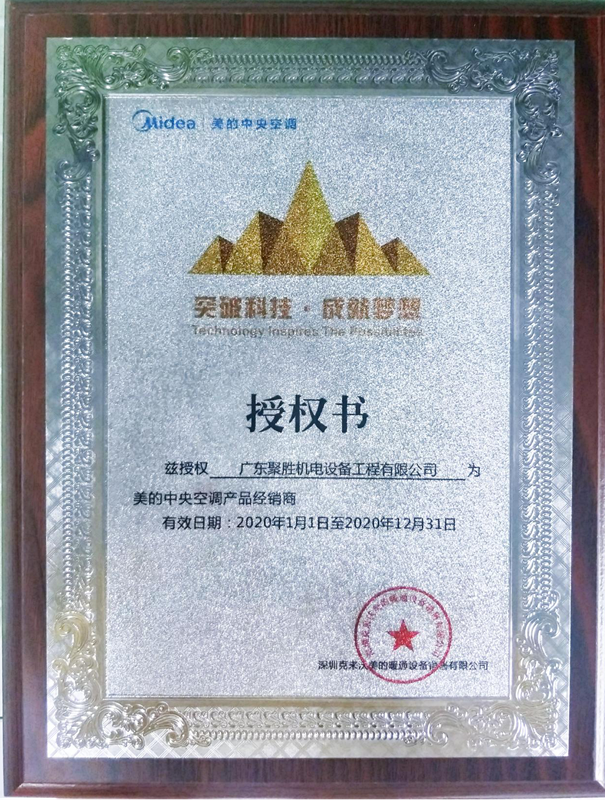 Midea 美的中央空调
突破科技·成就梦想
Technology Inspires The Possibilities
授权书
兹授权 广东聚胜机电设备工程有限公司 为
美的中央空调产品经销商
有效日期：2020年1月1日至2020年12月31日
深圳克来沃美的暖通设备销售有限公司